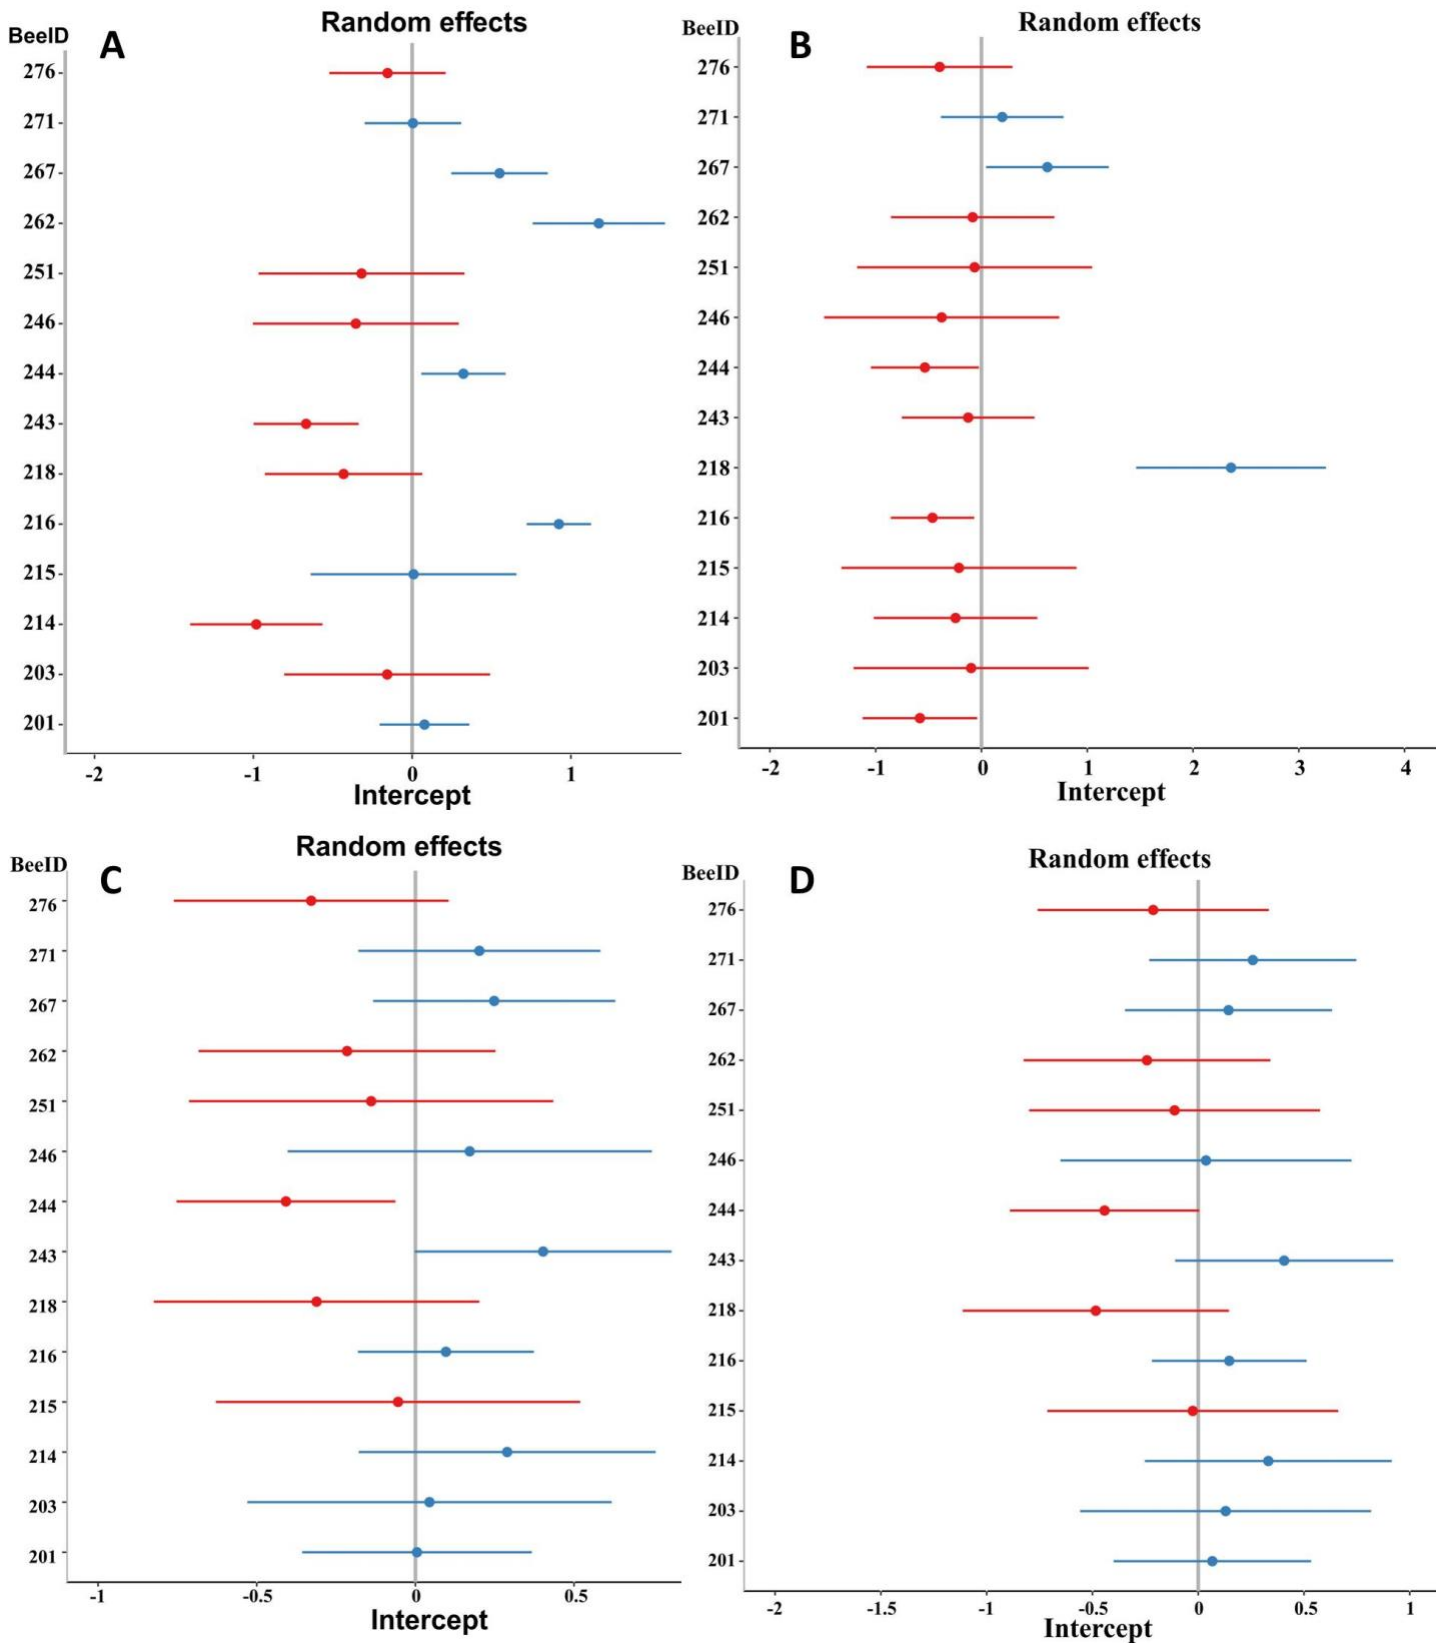 Random effects
BeeID
A
276
271
267
262
251
246
244
243
218
216
215
214
203
201
-2 -1 0 1
Intercept
Random effects
BeeID
B
276
271
267
262
251
246
244
243
218
216
215
214
203
201
-2 -1 0 1 2 3 4
Intercept
Random effects
BeeID
C
276
271
267
262
251
246
244
243
218
216
215
214
203
201
-1 -0.5 0 0.5
Intercept
Random effects
BeeID
D
276
271
267
262
251
246
244
243
218
216
215
214
203
201
-2 -1.5 -1 -0.5 0 0.5 1
Intercept